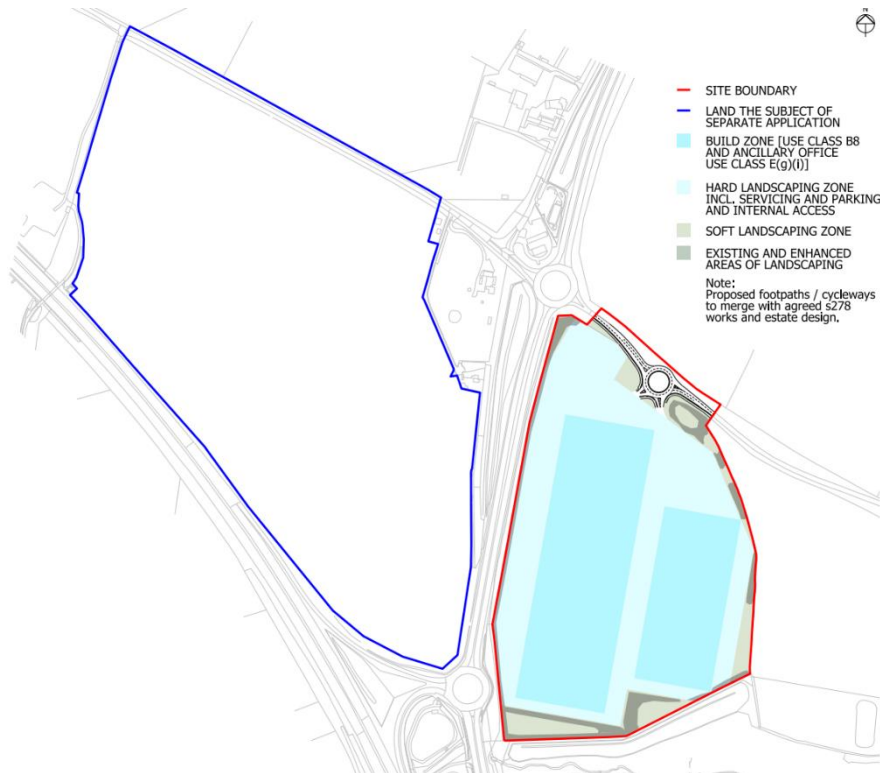 N
SITE BOUNDARY
LAND THE SUBJECT OF
SEPARATE APPLICATION
BUILD ZONE [USE CLASS B8
AND ANCILLARY OFFICE
USE CLASS E(g)(i)]
HARD LANDSCAPING ZONE
INCL. SERVICING AND PARKING
AND INTERNAL ACCESS
SOFT LANDSCAPING ZONE
EXISTING AND ENHANCED
AREAS OF LANDSCAPING
Note:
Proposed footpaths / cycleways
to merge with agreed s278
works and estate design.